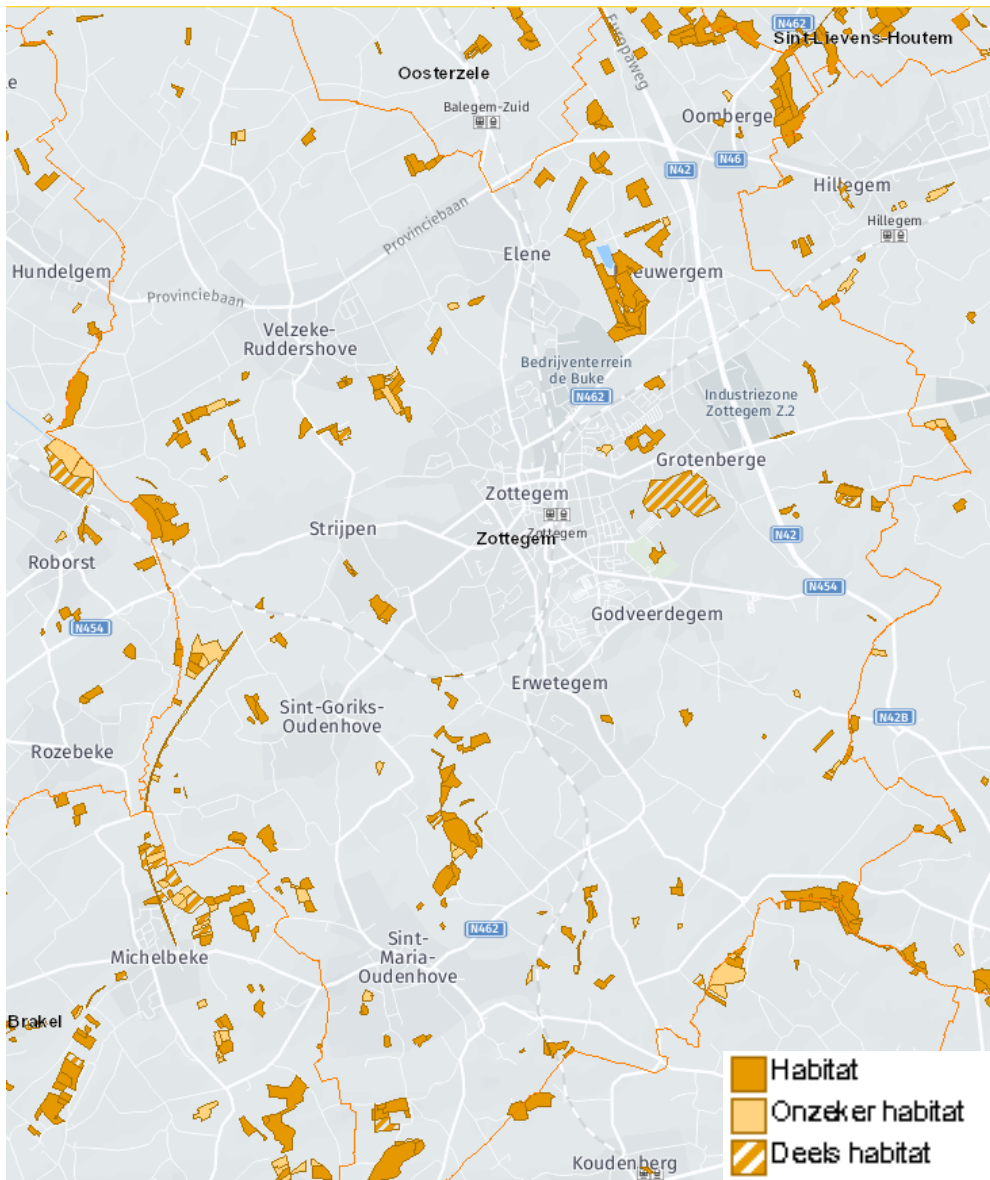 N462
Sint-Lievens-Houtem
Europaweg
Oosterzele
e
Balegem-Zuid
Oomberge
N46
N42
Hillegem
Hillegem
Provinciebaan
Elene
euwergem
Hundelgem
Provinciebaan
Velzeke-
Ruddershove
Bedrijventerrein
de Buke
N462
Industriezone
Zottegem Z.2
Grotenberge
Zottegem
Strijpen
Zottegem
Zottegem
N42
Roborst
N454
N454
Godveerdegem
Erwetegem
Sint-Goriks-
Oudenhove
N42B
Rozebeke
N462
Sint-
Maria-
Oudenhove
Michelbeke
Brakel
Koudenberg
Habitat
Onzeker habitat
Deels habitat